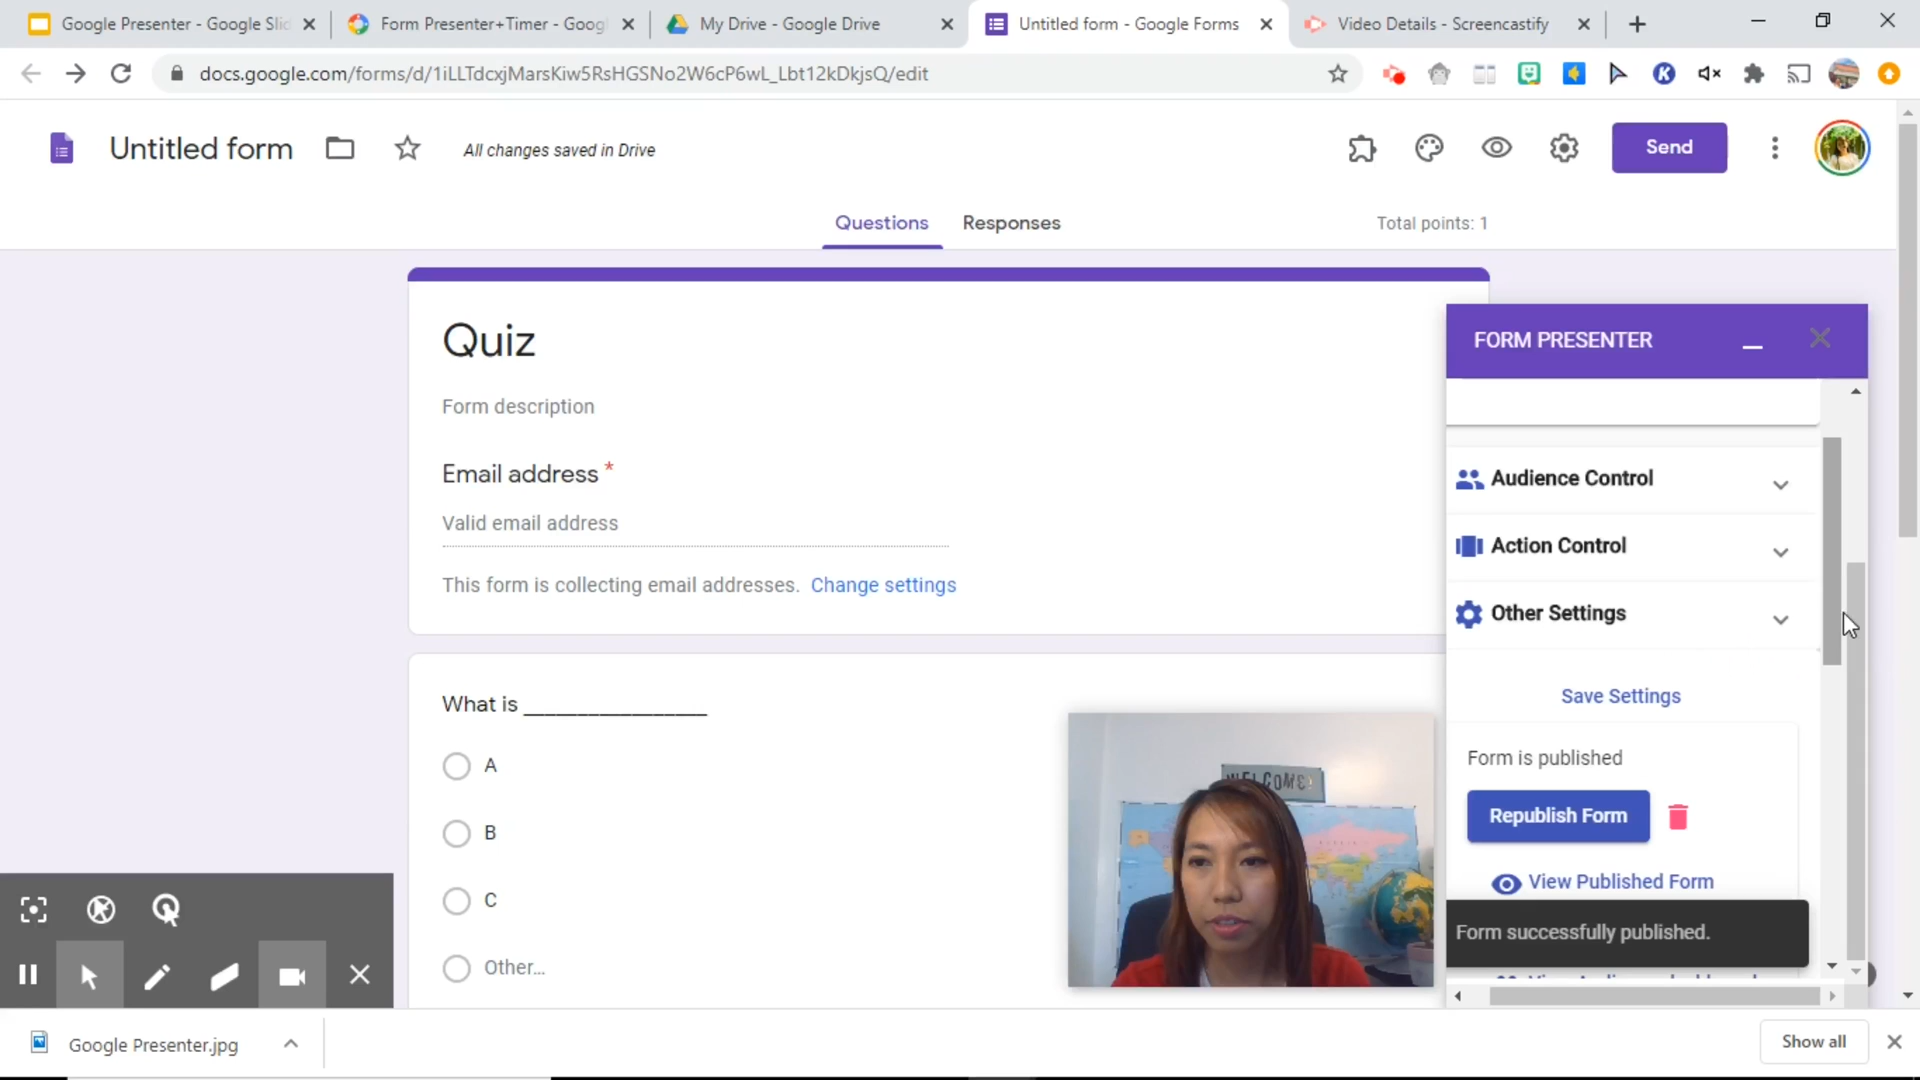 Google Presenter - Google Slid
Form Presenter+Timer - Goog
My Drive - Google Drive
Untitled form - Google Forms
Video Details - Screencastify
docs.google.com/forms/d/1iLLTdcxjMarsKiw5RsHGSNo2W6cP6wL_Lbt12kDkjsQ/edit
Untitled form
All changes saved in Drive
Send
Questions
Responses
Total points: 1
Quiz
Form description
Email address *
Valid email address
This form is collecting email addresses. Change settings
What is _______________
A
B
C
Other...
FORM PRESENTER
Audience Control
Action Control
Other Settings
Save Settings
Form is published
Republish Form
View Published Form
Form successfully published.
WELCOME!
Google Presenter.jpg
Show all